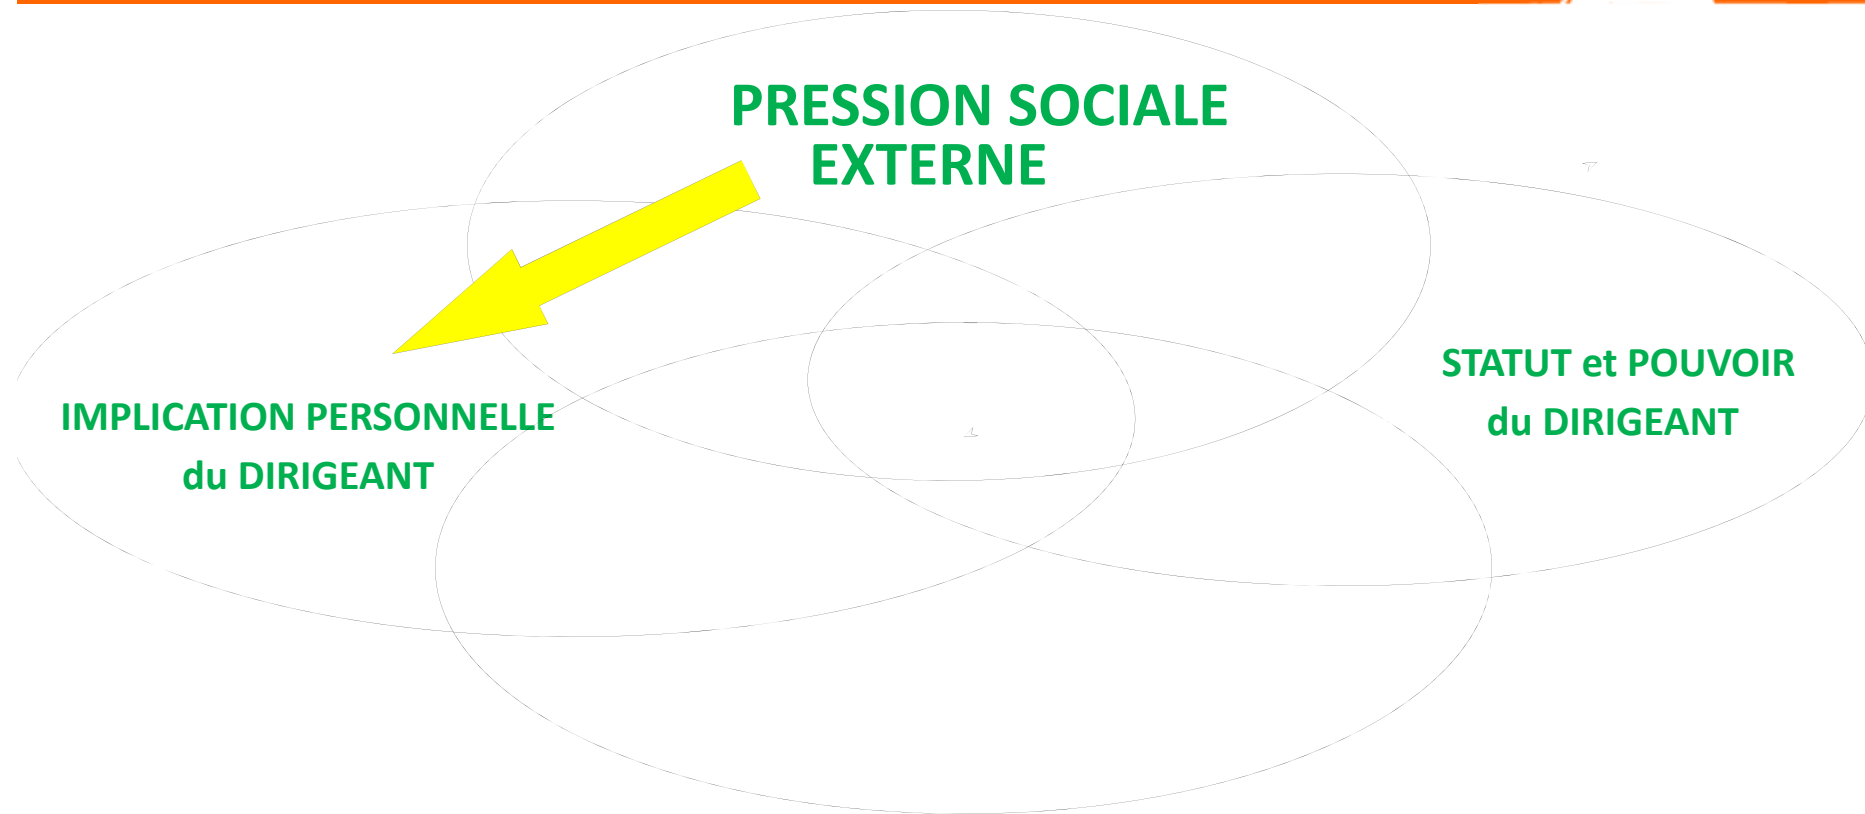 PRESSION SOCIALE
EXTERNE
IMPLICATION PERSONNELLE
du DIRIGEANT
STATUT et POUVOIR
du DIRIGEANT